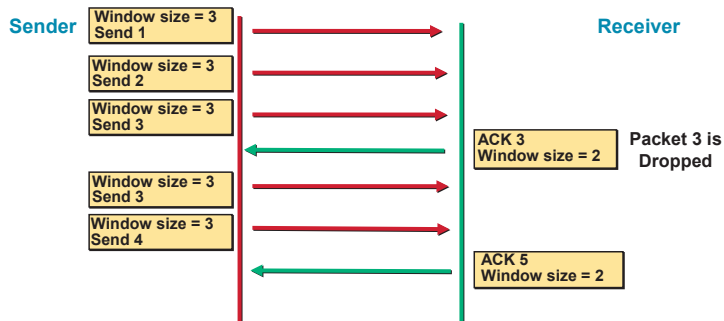 Sender
Receiver
Window size = 3
Send 1
Window size = 3
Send 2
Window size = 3
Send 3
ACK 3
Window size = 2
Packet 3 is
Dropped
Window size = 3
Send 3
Window size = 3
Send 4
ACK 5
Window size = 2